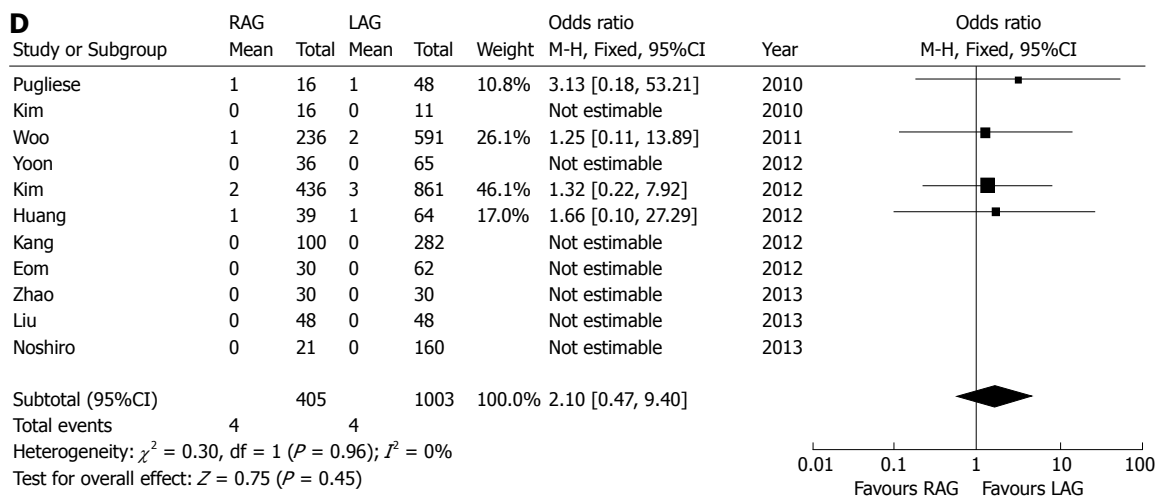 D
RAG LAG Odds ratio Odds ratio
Study or Subgroup Mean Total Mean Total Weight M-H, Fixed, 95%CI Year M-H, Fixed, 95%CI
Pugliese 1 16 1 48 10.8% 3.13 [0.18, 53.21] 2010
Kim 0 16 0 11 Not estimable 2010
Woo 1 236 2 591 26.1% 1.25 [0.11, 13.89] 2011
Yoon 0 36 0 65 Not estimable 2012
Kim 2 436 3 861 46.1% 1.32 [0.22, 7.92] 2012
Huang 1 39 1 64 17.0% 1.66 [0.10, 27.29] 2012
Kang 0 100 0 282 Not estimable 2012
Eom 0 30 0 62 Not estimable 2012
Zhao 0 30 0 30 Not estimable 2013
Liu 0 48 0 48 Not estimable 2013
Noshiro 0 21 0 160 Not estimable 2013
Subtotal (95%CI) 405 1003 100.0% 2.10 [0.47, 9.40]
Total events 4 4
Heterogeneity: χ² = 0.30, df = 1 (P = 0.96); I² = 0%
Test for overall effect: Z = 0.75 (P = 0.45)
0.01 0.1 1 10 100
Favours RAG Favours LAG